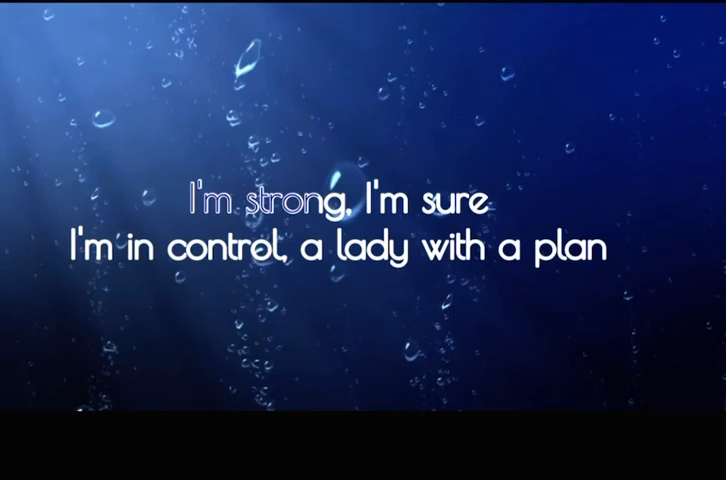 I'm strong, I'm sure
I'm in control, a lady with a plan